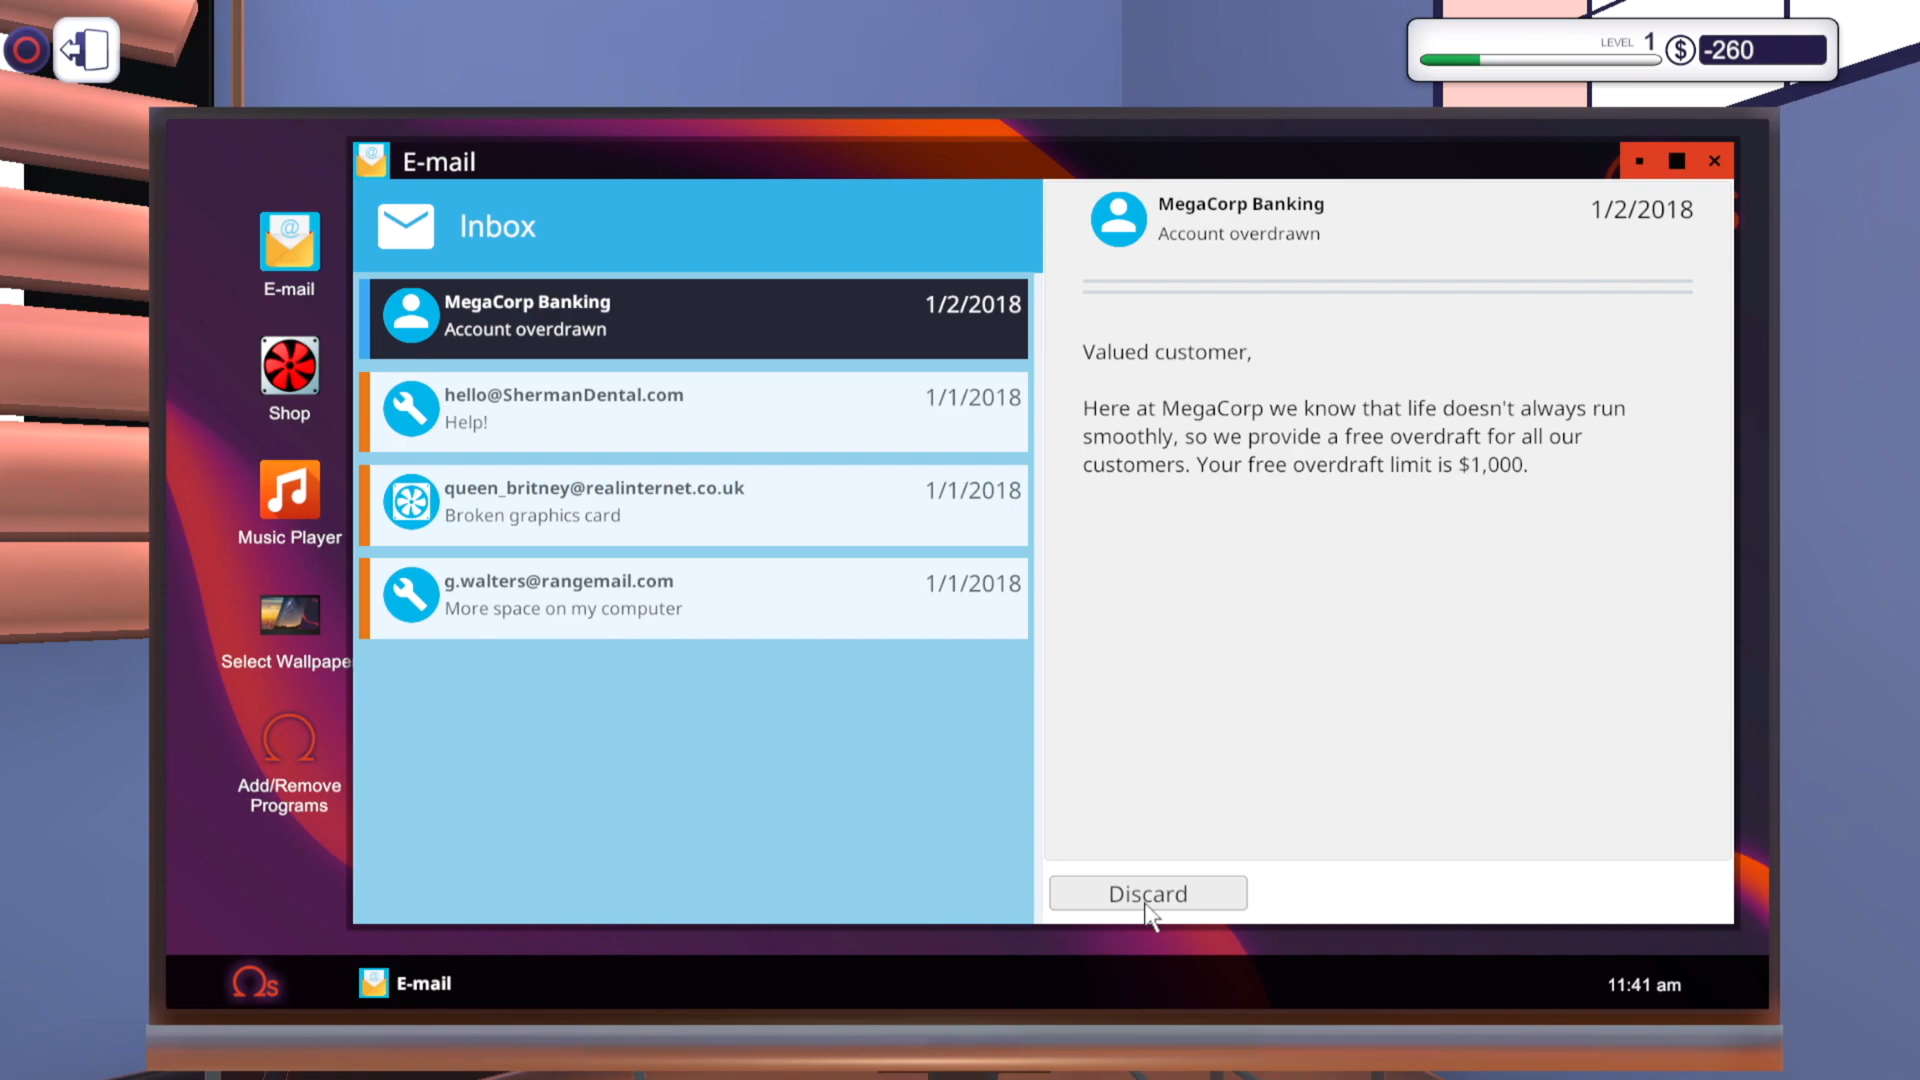 LEVEL 1
$ -260
E-mail
Inbox
MegaCorp Banking
Account overdrawn
1/2/2018
hello@ShermanDental.com
Help!
1/1/2018
queen_britney@realinternet.co.uk
Broken graphics card
1/1/2018
g.walters@rangemail.com
More space on my computer
1/1/2018
MegaCorp Banking
Account overdrawn
1/2/2018
Valued customer,
Here at MegaCorp we know that life doesn't always run
smoothly, so we provide a free overdraft for all our
customers. Your free overdraft limit is $1,000.
Discard
E-mail
Shop
Music Player
Select Wallpape
Add/Remove
Programs
Ωs
E-mail
11:41 am